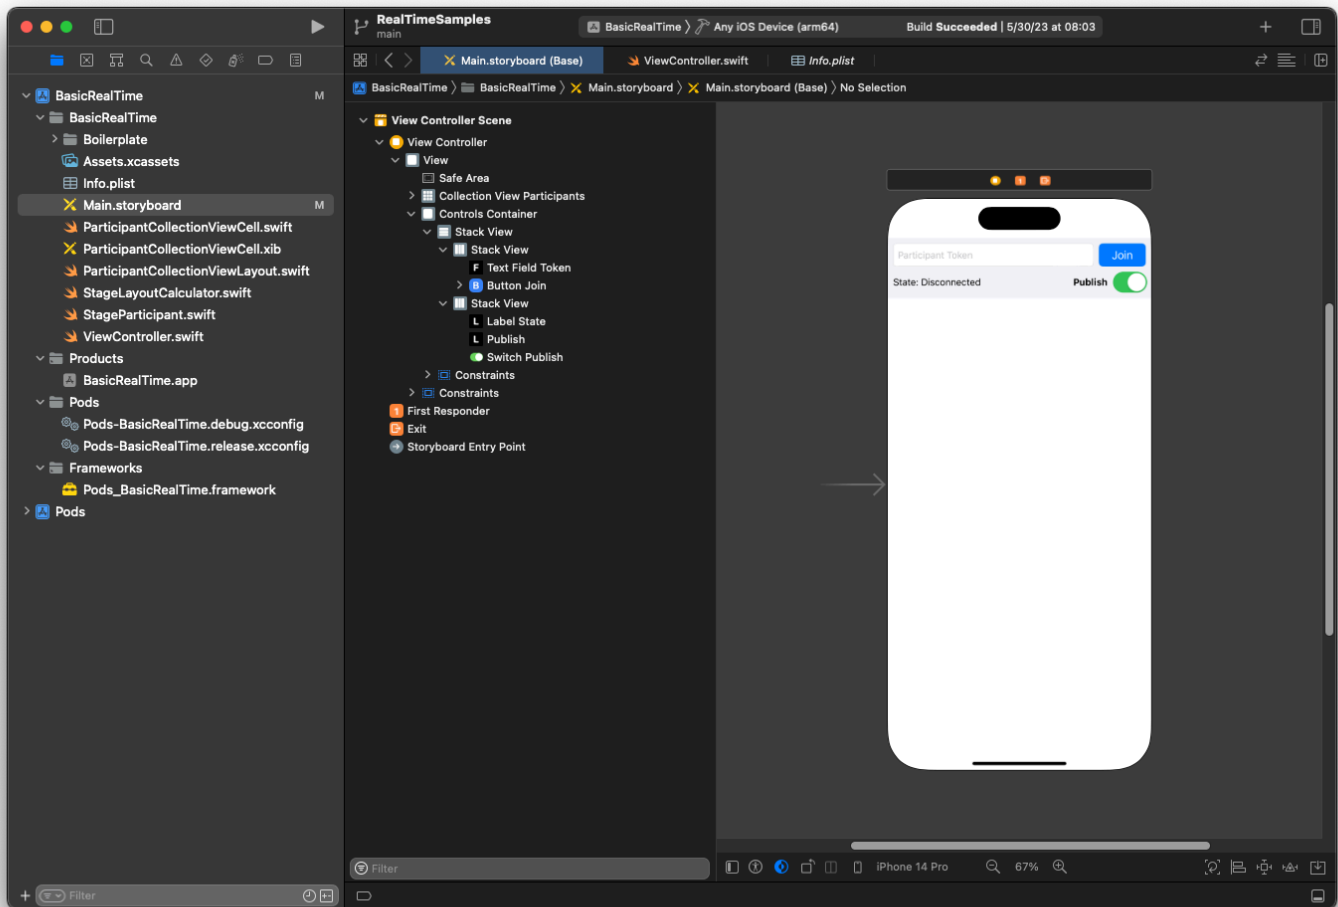 RealTimeSamples
main
BasicRealTime
Any iOS Device (arm64)
Build Succeeded | 5/30/23 at 08:03
Main.storyboard (Base)
ViewController.swift
Info.plist
BasicRealTime
BasicRealTime
Main.storyboard
Main.storyboard (Base)
No Selection
BasicRealTime M
BasicRealTime
Boilerplate
Assets.xcassets
Info.plist
Main.storyboard M
ParticipantCollectionViewCell.swift
ParticipantCollectionViewCell.xib
ParticipantCollectionViewLayout.swift
StageLayoutCalculator.swift
StageParticipant.swift
ViewController.swift
Products
BasicRealTime.app
Pods
Pods-BasicRealTime.debug.xcconfig
Pods-BasicRealTime.release.xcconfig
Frameworks
Pods_BasicRealTime.framework
Pods
Filter
View Controller Scene
View Controller
View
Safe Area
Collection View Participants
Controls Container
Stack View
Stack View
F Text Field Token
B Button Join
Stack View
L Label State
L Publish
Switch Publish
Constraints
Constraints
1 First Responder
Exit
Storyboard Entry Point
Filter
1
Participant Token
Join
State: Disconnected
Publish
iPhone 14 Pro
67%